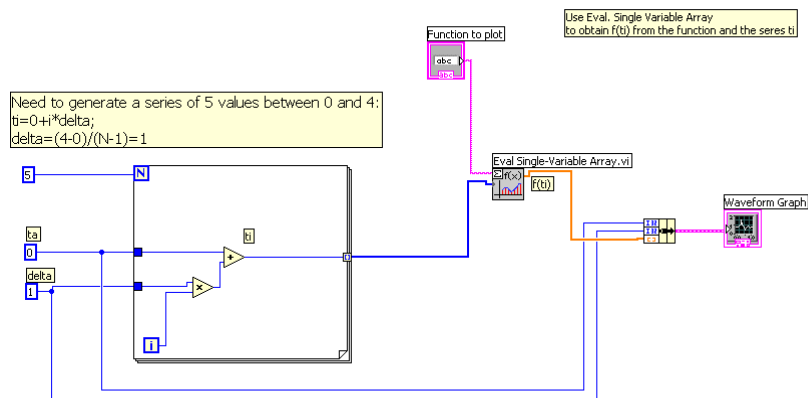 Use Eval. Single Variable Array
to obtain f(ti) from the function and the seres ti
Function to plot
abc
abc
Need to generate a series of 5 values between 0 and 4:
ti=0+i*delta;
delta=(4-0)/(N-1)=1
5
N
Eval Single-Variable Array.vi
Σ f(x)
f(ti)
Waveform Graph
ta
0
ti
+
delta
1
x
i